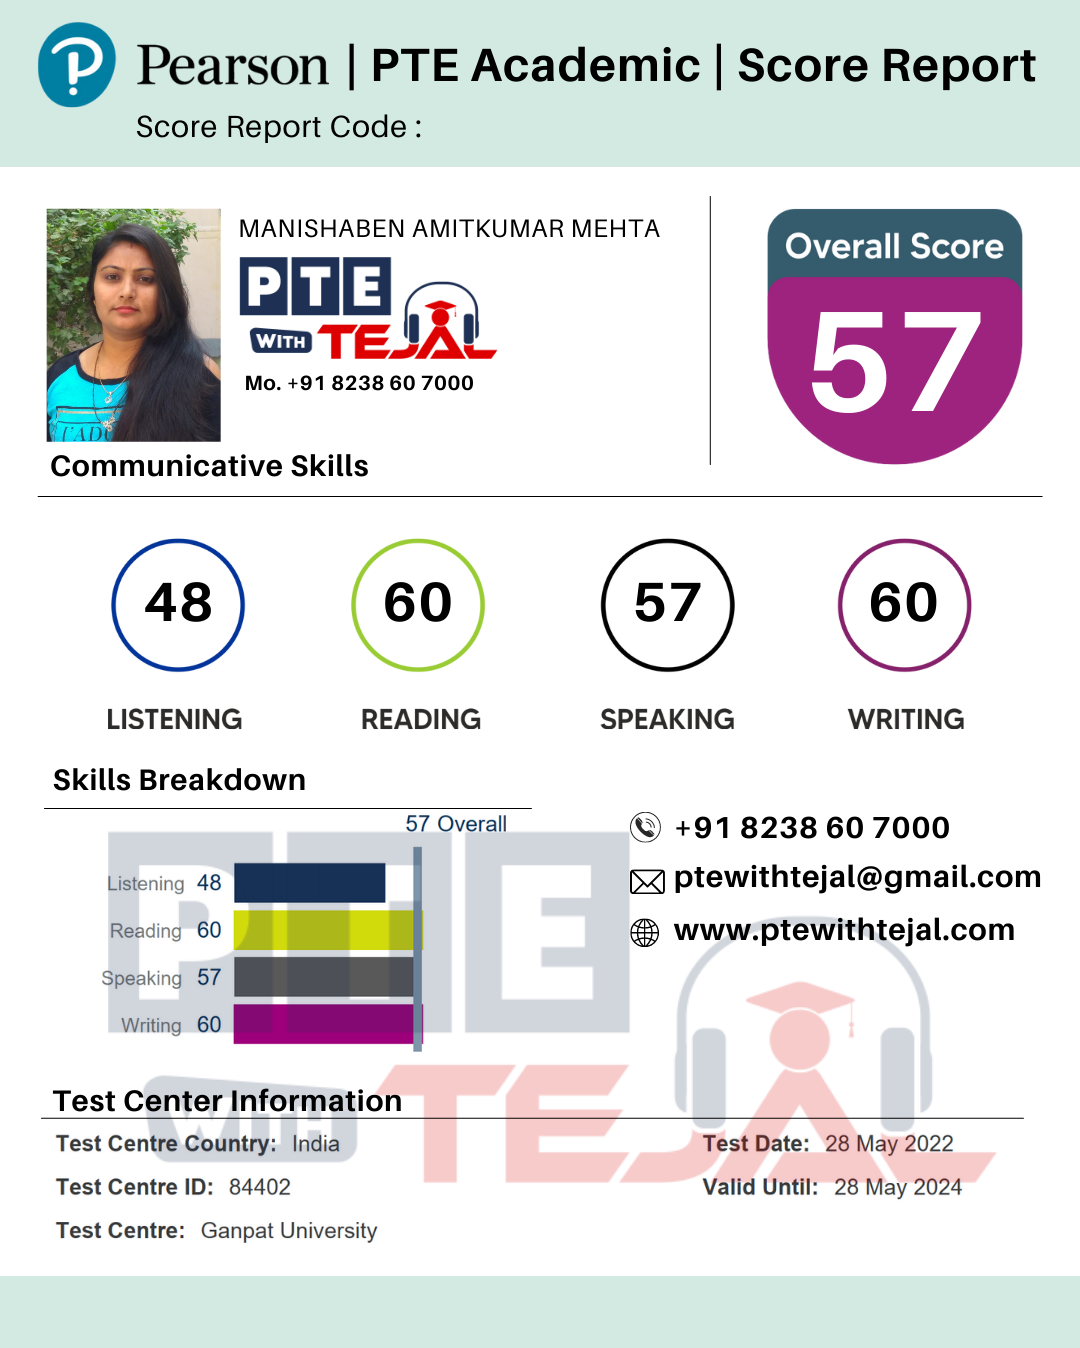 Pearson | PTE Academic | Score Report
Score Report Code :
MANISHABEN AMITKUMAR MEHTA
PTE
WITH TEJAL
Mo. +91 8238 60 7000
Overall Score
57
Communicative Skills
48 60 57 60
LISTENING READING SPEAKING WRITING
Skills Breakdown
57 Overall
Listening 48
Reading 60
Speaking 57
Writing 60
+91 8238 60 7000
ptewithtejal@gmail.com
www.ptewithtejal.com
PTE
WITH TEJAL
Test Center Information
Test Centre Country: India
Test Date: 28 May 2022
Test Centre ID: 84402
Valid Until: 28 May 2024
Test Centre: Ganpat University